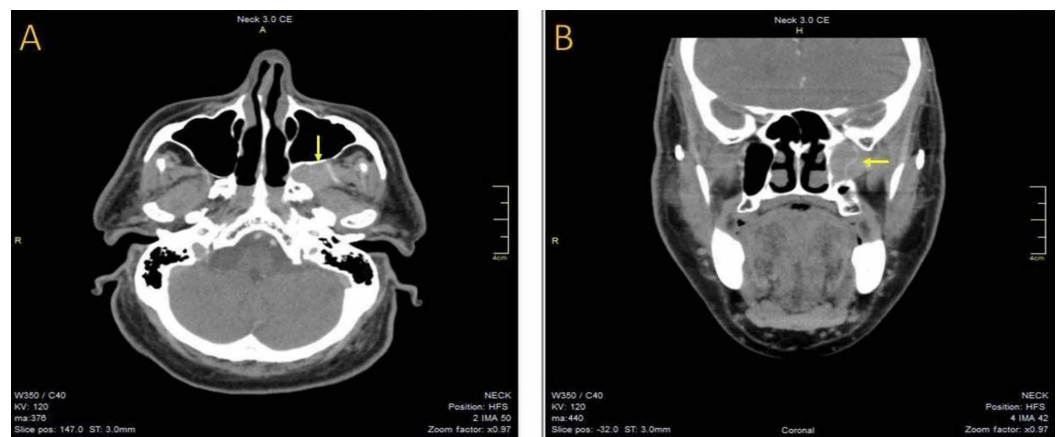 A
Neck 3.0 CE
A
R
4cm
W350 / C40
KV: 120
ma:376
Slice pos: 147.0 ST: 3.0mm
NECK
Position: HFS
2 IMA 50
Zoom factor: x0.97
B
Neck 3.0 CE
H
R
4cm
W350 / C40
KV: 120
ma:440
Slice pos: -32.0 ST: 3.0mm
Coronal
NECK
Position: HFS
4 IMA 42
Zoom factor: x0.97